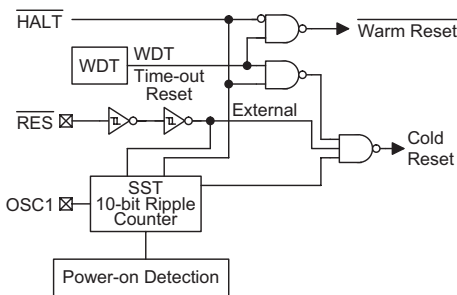 HALT
Warm Reset
WDT
WDT
Time-out
Reset
RES
External
Cold
Reset
OSC1
SST
10-bit Ripple
Counter
Power-on Detection